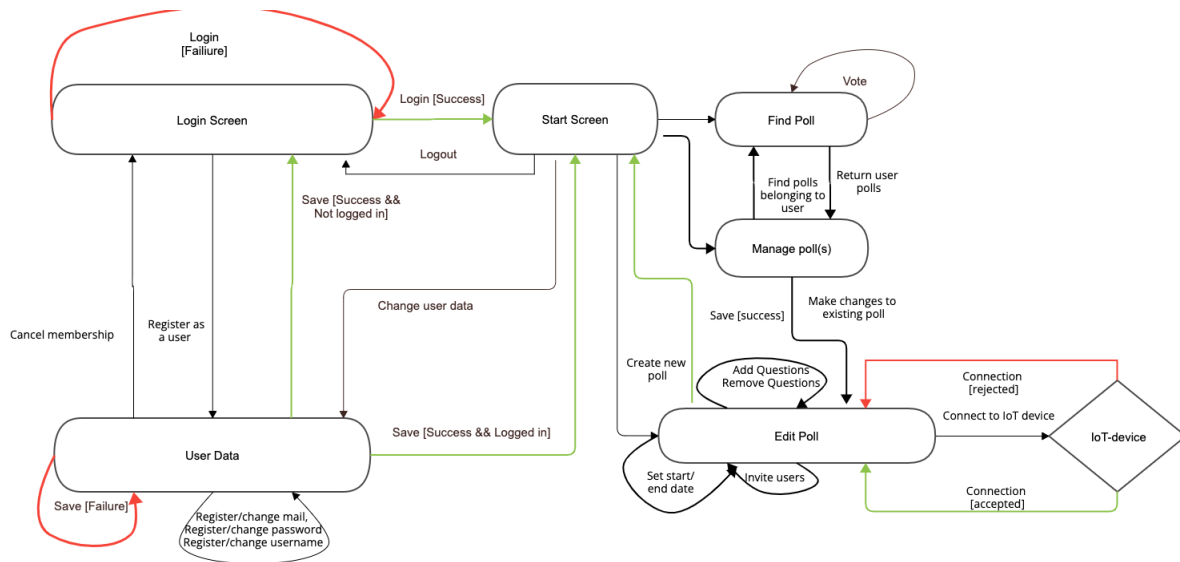 Login
[Failiure]
Login Screen
Login [Success]
Start Screen
Find Poll
Vote
Logout
Save [Success &&
Not logged in]
Find polls
belonging to
user
Return user
polls
Manage poll(s)
Change user data
Save [success]
Make changes to
existing poll
Cancel membership
Register as
a user
Create new
poll
Add Questions
Remove Questions
Connection
[rejected]
Connect to IoT device
IoT-device
Edit Poll
User Data
Save [Success && Logged in]
Set start/
end date
Invite users
Connection
[accepted]
Save [Failure]
Register/change mail,
Register/change password
Register/change username